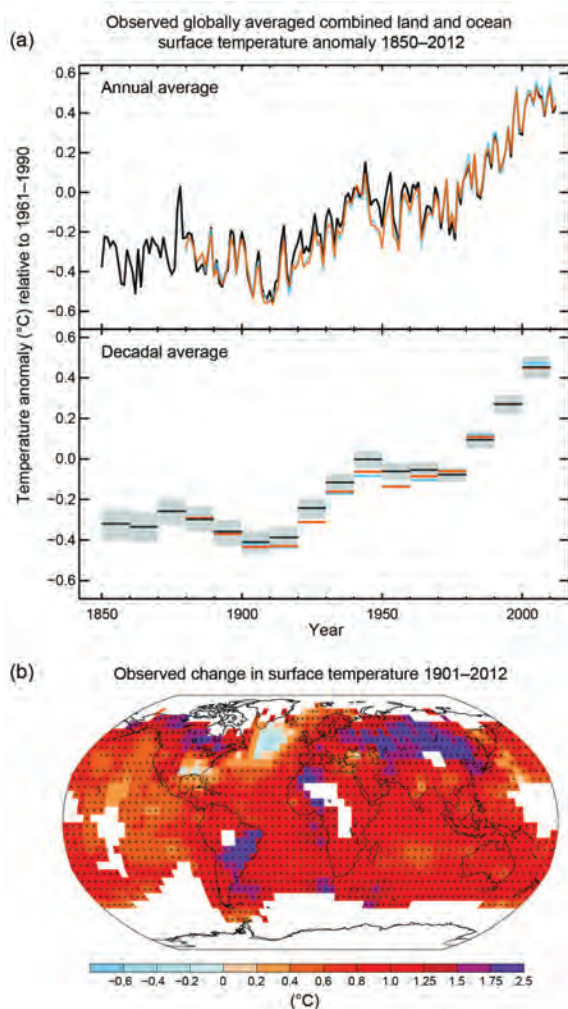 Observed globally averaged combined land and ocean
(a) surface temperature anomaly 1850–2012
Temperature anomaly (°C) relative to 1961–1990
Annual average
0.6
0.4
0.2
0.0
−0.2
−0.4
−0.6
Decadal average
0.4
0.2
0.0
−0.2
−0.4
−0.6
1850 1900 1950 2000
Year
(b) Observed change in surface temperature 1901–2012
−0.6 −0.4 −0.2 0 0.2 0.4 0.6 0.8 1.0 1.25 1.5 1.75 2.5
(°C)